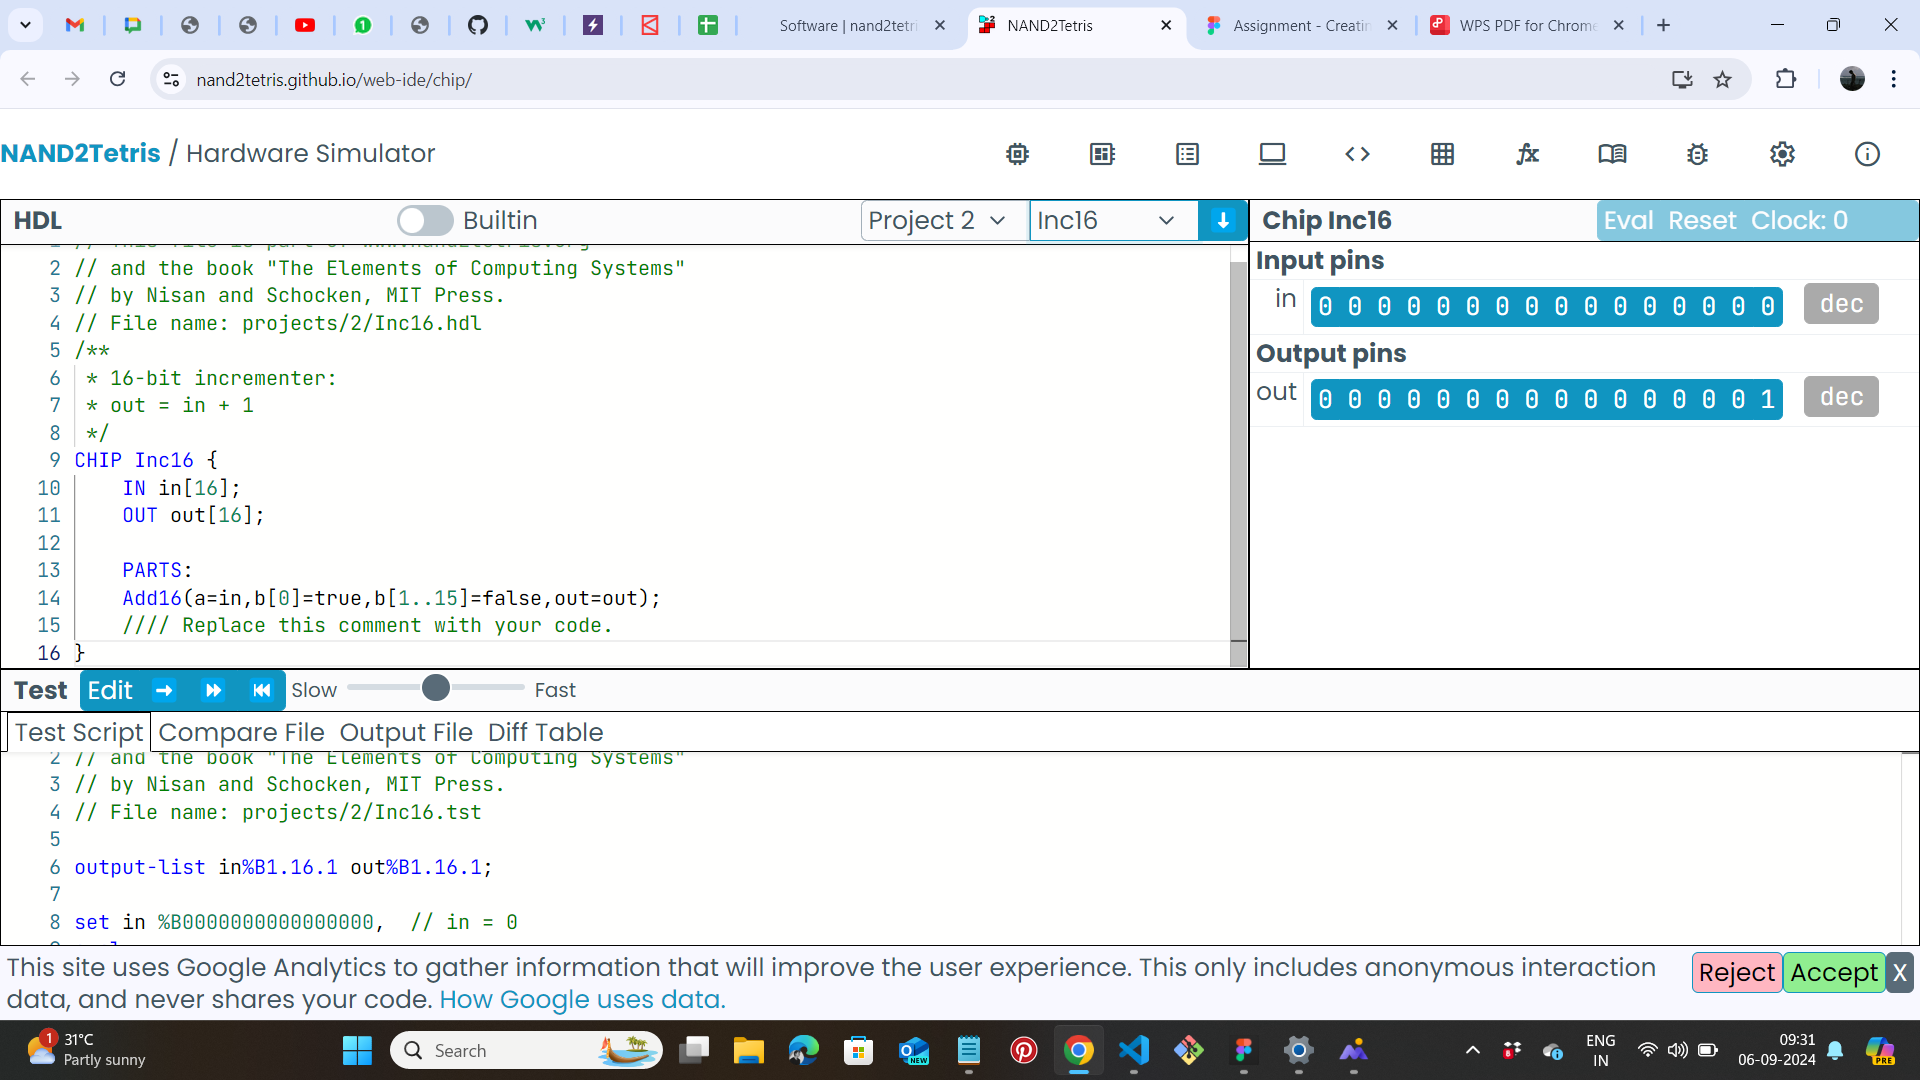 Software | nand2tetri
NAND2Tetris
Assignment - Creatin
WPS PDF for Chrome
nand2tetris.github.io/web-ide/chip/
NAND2Tetris / Hardware Simulator
HDL
Builtin
Project 2
Inc16
Chip Inc16
Eval Reset Clock: 0
2 // and the book "The Elements of Computing Systems"
3 // by Nisan and Schocken, MIT Press.
4 // File name: projects/2/Inc16.hdl
5 /**
6 * 16-bit incrementer:
7 * out = in + 1
8 */
9 CHIP Inc16 {
10 IN in[16];
11 OUT out[16];
12
13 PARTS:
14 Add16(a=in,b[0]=true,b[1..15]=false,out=out);
15 //// Replace this comment with your code.
16 }
Input pins
in 0 0 0 0 0 0 0 0 0 0 0 0 0 0 0 0 dec
Output pins
out 0 0 0 0 0 0 0 0 0 0 0 0 0 0 0 1 dec
Test Edit Slow Fast
Test Script Compare File Output File Diff Table
2 // and the book "The Elements of Computing Systems"
3 // by Nisan and Schocken, MIT Press.
4 // File name: projects/2/Inc16.tst
5
6 output-list in%B1.16.1 out%B1.16.1;
7
8 set in %B0000000000000000, // in = 0
This site uses Google Analytics to gather information that will improve the user experience. This only includes anonymous interaction
data, and never shares your code. How Google uses data.
Reject Accept X
1
31°C
Partly sunny
Search
NEW
ENG
IN
09:31
06-09-2024
PRE